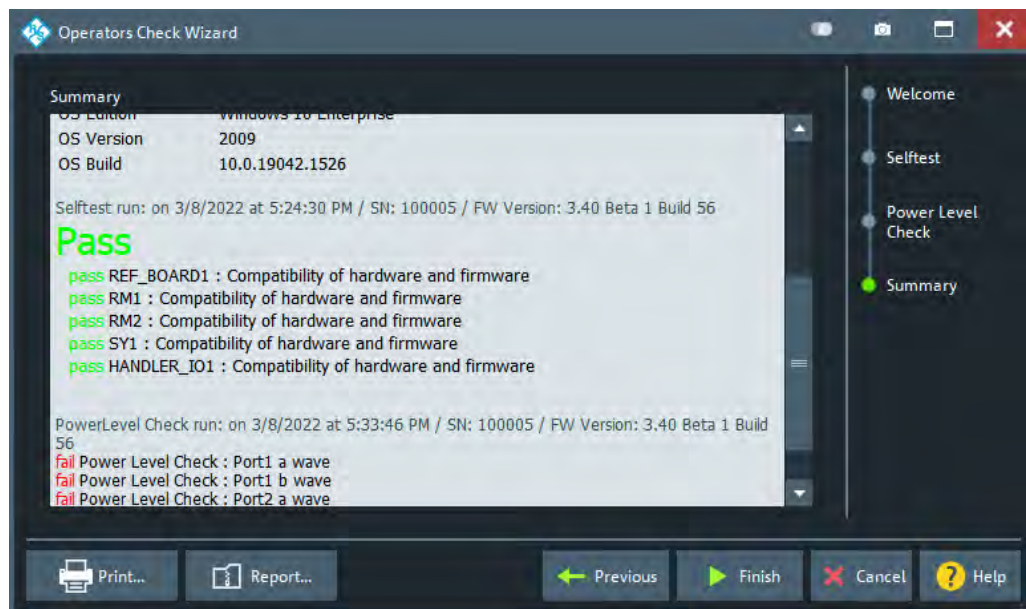 Operators Check Wizard
Summary
OS Edition Windows 10 Enterprise
OS Version 2009
OS Build 10.0.19042.1526
Selftest run: on 3/8/2022 at 5:24:30 PM / SN: 100005 / FW Version: 3.40 Beta 1 Build 56
Pass
pass REF_BOARD1 : Compatibility of hardware and firmware
pass RM1 : Compatibility of hardware and firmware
pass RM2 : Compatibility of hardware and firmware
pass SY1 : Compatibility of hardware and firmware
pass HANDLER_IO1 : Compatibility of hardware and firmware
PowerLevel Check run: on 3/8/2022 at 5:33:46 PM / SN: 100005 / FW Version: 3.40 Beta 1 Build
56
fail Power Level Check : Port1 a wave
fail Power Level Check : Port1 b wave
fail Power Level Check : Port2 a wave
Welcome
Selftest
Power Level
Check
Summary
Print...
Report...
Previous
Finish
Cancel
? Help